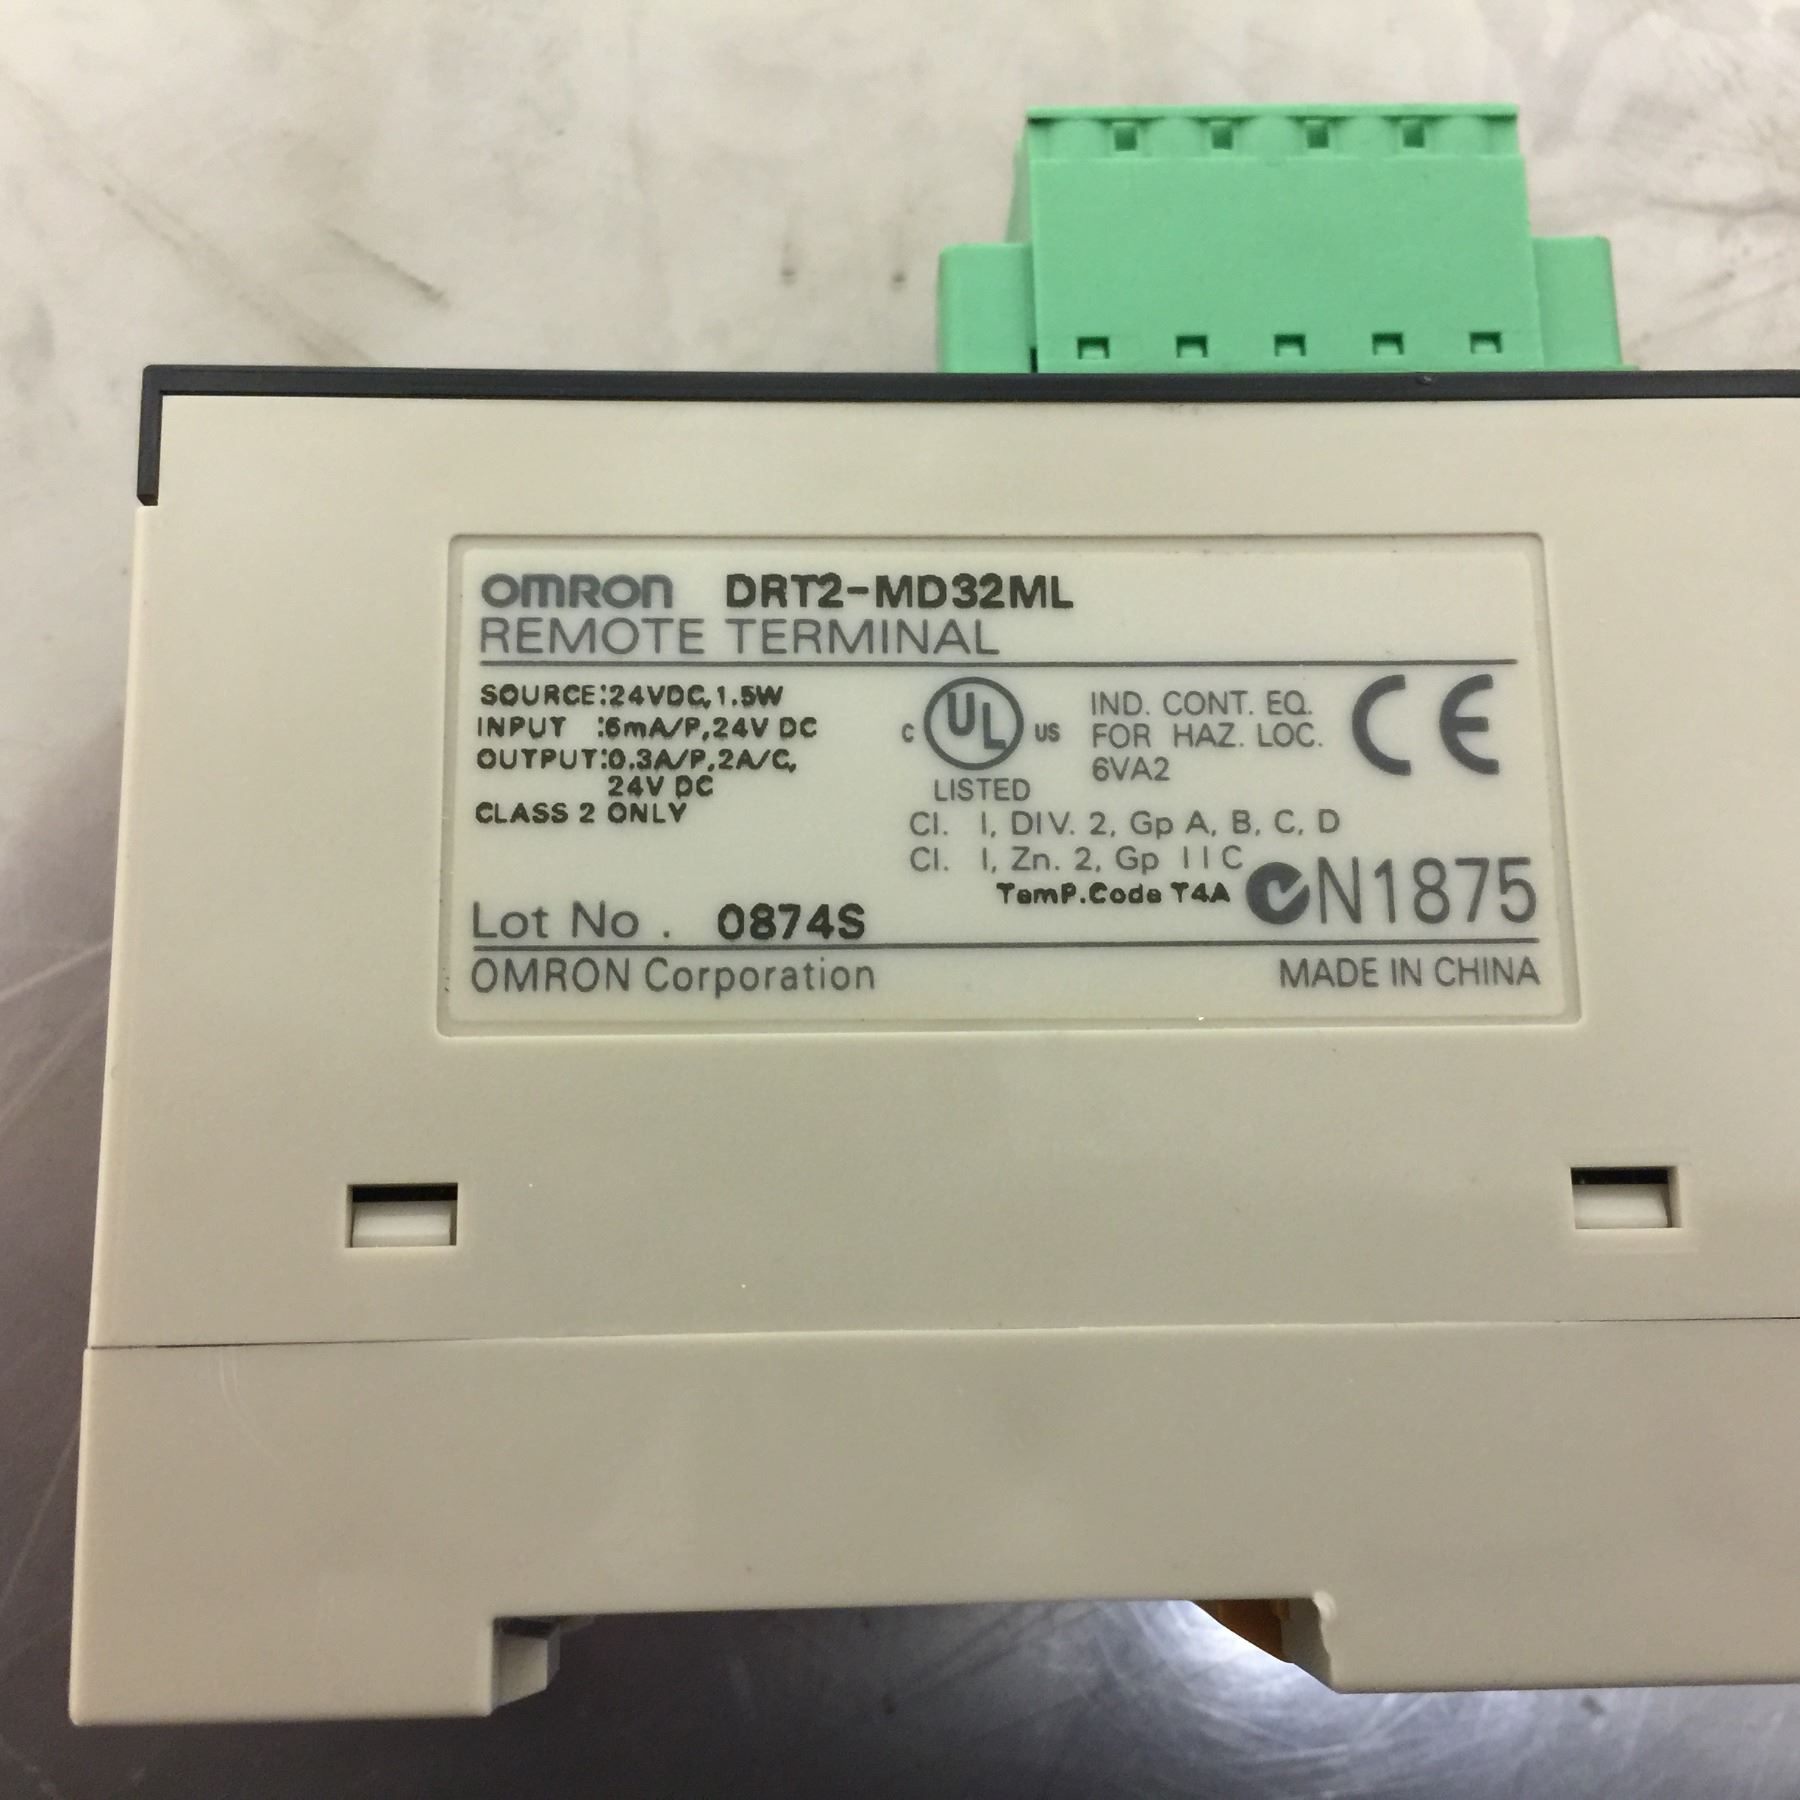 OMRON DRT2-MD32ML
REMOTE TERMINAL
SOURCE:24VDC,1.5W
INPUT :6mA/P,24V DC
OUTPUT:0.3A/P,2A/C,
24V DC
CLASS 2 ONLY
C UL US
LISTED
IND. CONT. EQ.
FOR HAZ. LOC.
6VA2
CE
Cl. I, DIV. 2, Gp A, B, C, D
Cl. I, Zn. 2, Gp IIC
TemP.Code T4A
N1875
Lot No. 0874S
OMRON Corporation
MADE IN CHINA